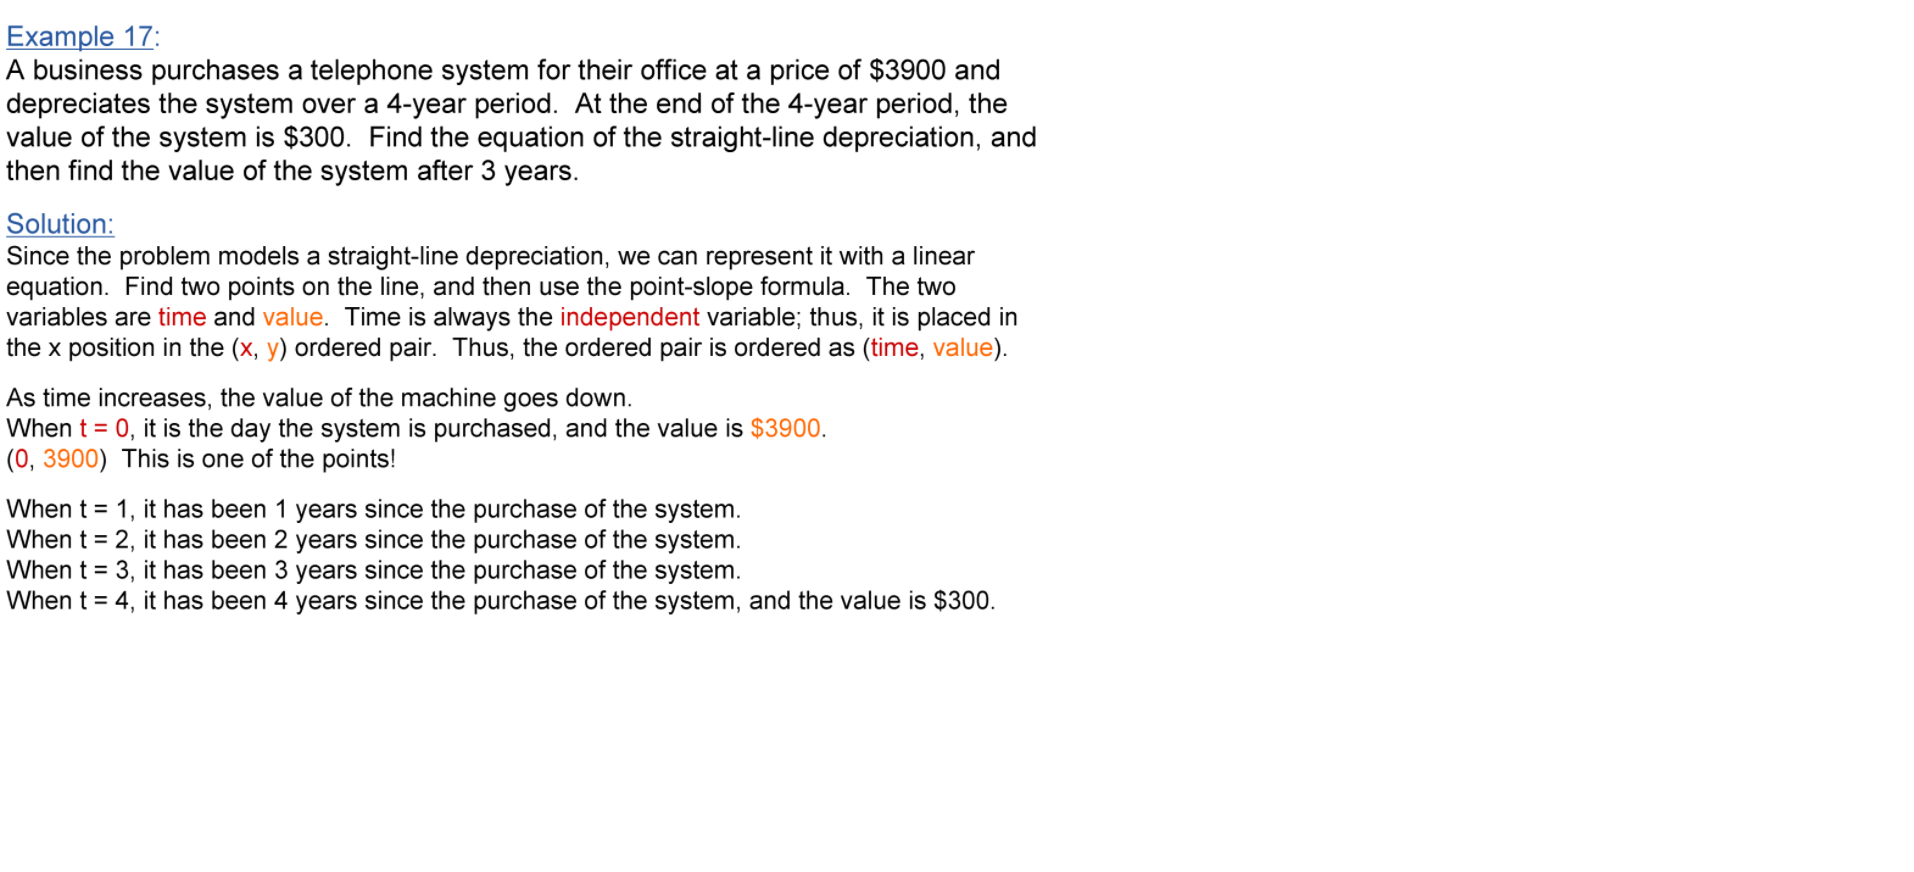 Example 17:
A business purchases a telephone system for their office at a price of $3900 and
depreciates the system over a 4-year period.  At the end of the 4-year period, the
value of the system is $300.  Find the equation of the straight-line depreciation, and
then find the value of the system after 3 years.
Solution:
Since the problem models a straight-line depreciation, we can represent it with a linear
equation.  Find two points on the line, and then use the point-slope formula.  The two
variables are time and value.  Time is always the independent variable; thus, it is placed in
the x position in the (x, y) ordered pair.  Thus, the ordered pair is ordered as (time, value).
As time increases, the value of the machine goes down.
When t = 0, it is the day the system is purchased, and the value is $3900.
(0, 3900)  This is one of the points!
When t = 1, it has been 1 years since the purchase of the system.
When t = 2, it has been 2 years since the purchase of the system.
When t = 3, it has been 3 years since the purchase of the system.
When t = 4, it has been 4 years since the purchase of the system, and the value is $300.